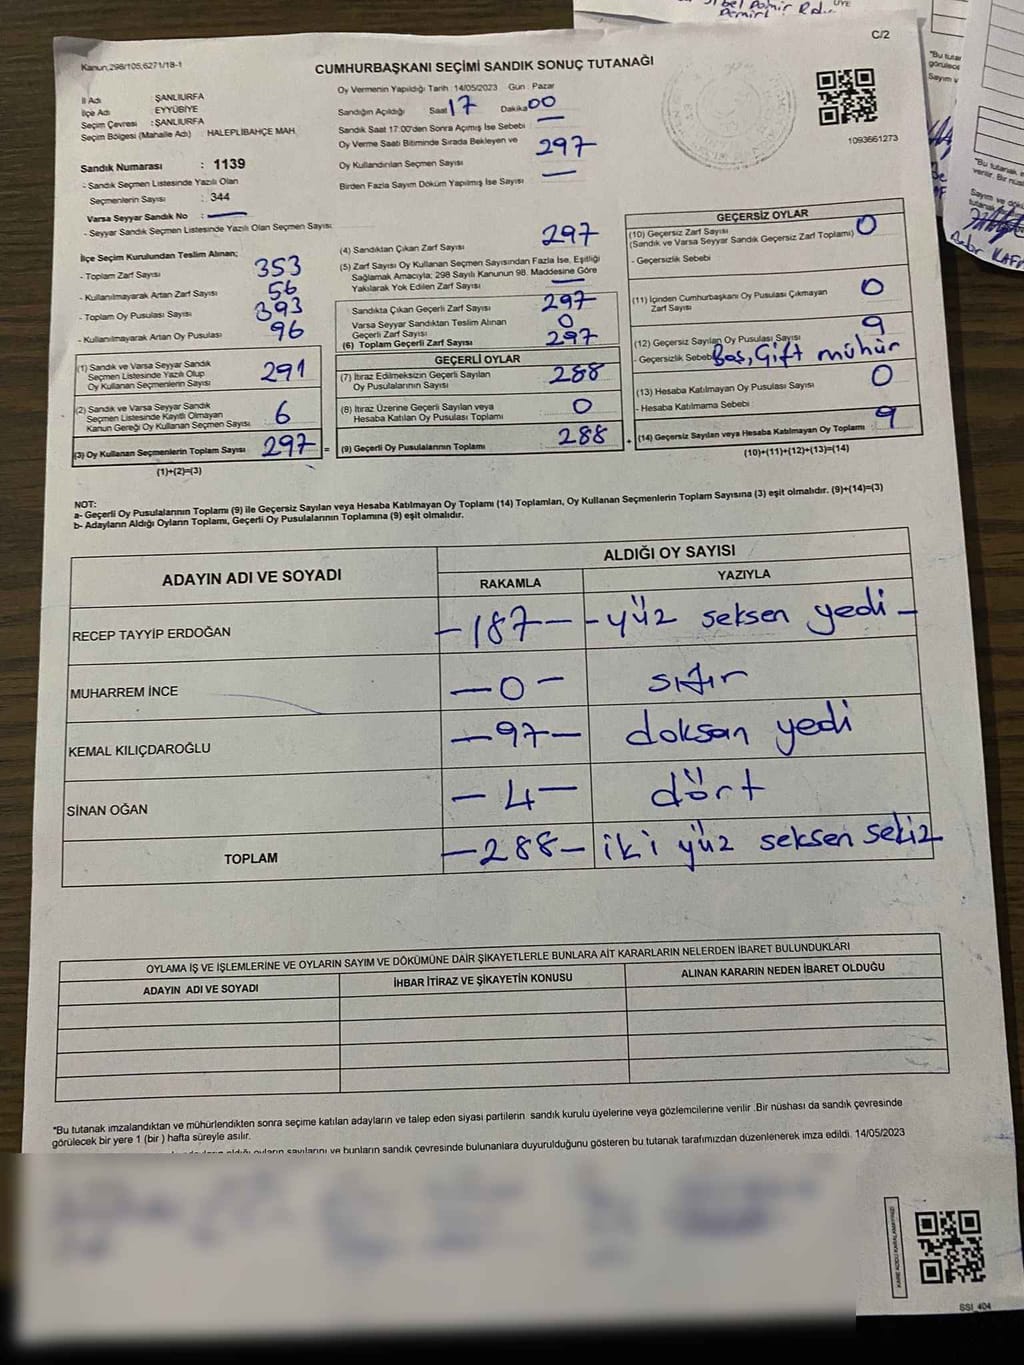 Kanun,298/105,6271/18-1
C/2
CUMHURBAŞKANI SEÇİMİ SANDIK SONUÇ TUTANAĞI
İl Adı ŞANLIURFA
İlçe Adı EYYÜBİYE
Seçim Çevresi : ŞANLIURFA
Seçim Bölgesi (Mahalle Adı) : HALEPLİBAHÇE MAH.
Sandık Numarası : 1139
- Sandık Seçmen Listesinde Yazılı Olan
Seçmenlerin Sayısı : 344
Varsa Seyyar Sandık No : —
- Seyyar Sandık Seçmen Listesinde Yazılı Olan Seçmen Sayısı
İlçe Seçim Kurulundan Teslim Alınan;
- Toplam Zarf Sayısı 353
- Kullanılmayarak Artan Zarf Sayısı 56
- Toplam Oy Pusulası Sayısı 393
- Kullanılmayarak Artan Oy Pusulası 96
(1) Sandık ve Varsa Seyyar Sandık
Seçmen Listesinde Yazılı Olup
Oy Kullanan Seçmenlerin Sayısı 291
(2) Sandık ve Varsa Seyyar Sandık
Seçmen Listesinde Kayıtlı Olmayan
Kanun Gereği Oy Kullanan Seçmen Sayısı 6
(3) Oy Kullanan Seçmenlerin Toplam Sayısı 297 =
(1)+(2)=(3)
Oy Vermenin Yapıldığı Tarih : 14/05/2023 Gün : Pazar
Sandığın Açıldığı Saat 17 Dakika 00
Sandık Saat 17:00'den Sonra Açımış İse Sebebi —
Oy Verme Saati Bitiminde Sırada Bekleyen ve 297
Oy Kullandırılan Seçmen Sayısı —
Birden Fazla Sayım Döküm Yapılmış İse Sayısı
(4) Sandıktan Çıkan Zarf Sayısı 297
(5) Zarf Sayısı Oy Kullanan Seçmen Sayısından Fazla İse, Eşitliği
Sağlamak Amacıyla; 298 Sayılı Kanunun 98. Maddesine Göre
Yakılarak Yok Edilen Zarf Sayısı —
Sandıkta Çıkan Geçerli Zarf Sayısı 297
Varsa Seyyar Sandıktan Teslim Alınan
Geçerli Zarf Sayısı 0
(6) Toplam Geçerli Zarf Sayısı 297
GEÇERLİ OYLAR
(7) İtiraz Edilmeksizin Geçerli Sayılan
Oy Pusulalarının Sayısı 288
(8) İtiraz Üzerine Geçerli Sayılan veya
Hesaba Katılan Oy Pusulası Toplamı 0
(9) Geçerli Oy Pusulalarının Toplamı 288 +
1093661273
GEÇERSİZ OYLAR
(10) Geçersiz Zarf Sayısı
(Sandık ve Varsa Seyyar Sandık Geçersiz Zarf Toplamı) 0
- Geçersizlik Sebebi
(11) İçinden Cumhurbaşkanı Oy Pusulası Çıkmayan
Zarf Sayısı 0
(12) Geçersiz Sayılan Oy Pusulası Sayısı 9
- Geçersizlik Sebebi Boş, Çift mühür
(13) Hesaba Katılmayan Oy Pusulası Sayısı 0
- Hesaba Katılmama Sebebi
(14) Geçersiz Sayılan veya Hesaba Katılmayan Oy Toplamı : 9
(10)+(11)+(12)+(13)=(14)
NOT:
a- Geçerli Oy Pusulalarının Toplamı (9) ile Geçersiz Sayılan veya Hesaba Katılmayan Oy Toplamı (14) Toplamları, Oy Kullanan Seçmenlerin Toplam Sayısına (3) eşit olmalıdır. (9)+(14)=(3)
b- Adayların Aldığı Oyların Toplamı, Geçerli Oy Pusulalarının Toplamına (9) eşit olmalıdır.
ADAYIN ADI VE SOYADI ALDIĞI OY SAYISI
RAKAMLA YAZIYLA
RECEP TAYYİP ERDOĞAN -187- -yüz seksen yedi-
MUHARREM İNCE -0- sıfır
KEMAL KILIÇDAROĞLU -97- doksan yedi
SİNAN OĞAN -4- dört
TOPLAM -288- iki yüz seksen sekiz
OYLAMA İŞ VE İŞLEMLERİNE VE OYLARIN SAYIM VE DÖKÜMÜNE DAİR ŞİKAYETLERLE BUNLARA AİT KARARLARIN NELERDEN İBARET BULUNDUKLARI
ADAYIN ADI VE SOYADI İHBAR İTİRAZ VE ŞİKAYETİN KONUSU ALINAN KARARIN NEDEN İBARET OLDUĞU
*Bu tutanak imzalandıktan ve mühürlendikten sonra seçime katılan adayların ve talep eden siyasi partilerin sandık kurulu üyelerine veya gözlemcilerine verilir .Bir nüshası da sandık çevresinde
görülecek bir yere 1 (bir ) hafta süreyle asılır.
aldığı oyların sayılarını ve bunların sandık çevresinde bulunanlara duyurulduğunu gösteren bu tutanak tarafımızdan düzenlenerek imza edildi. 14/05/2023
SSI_404